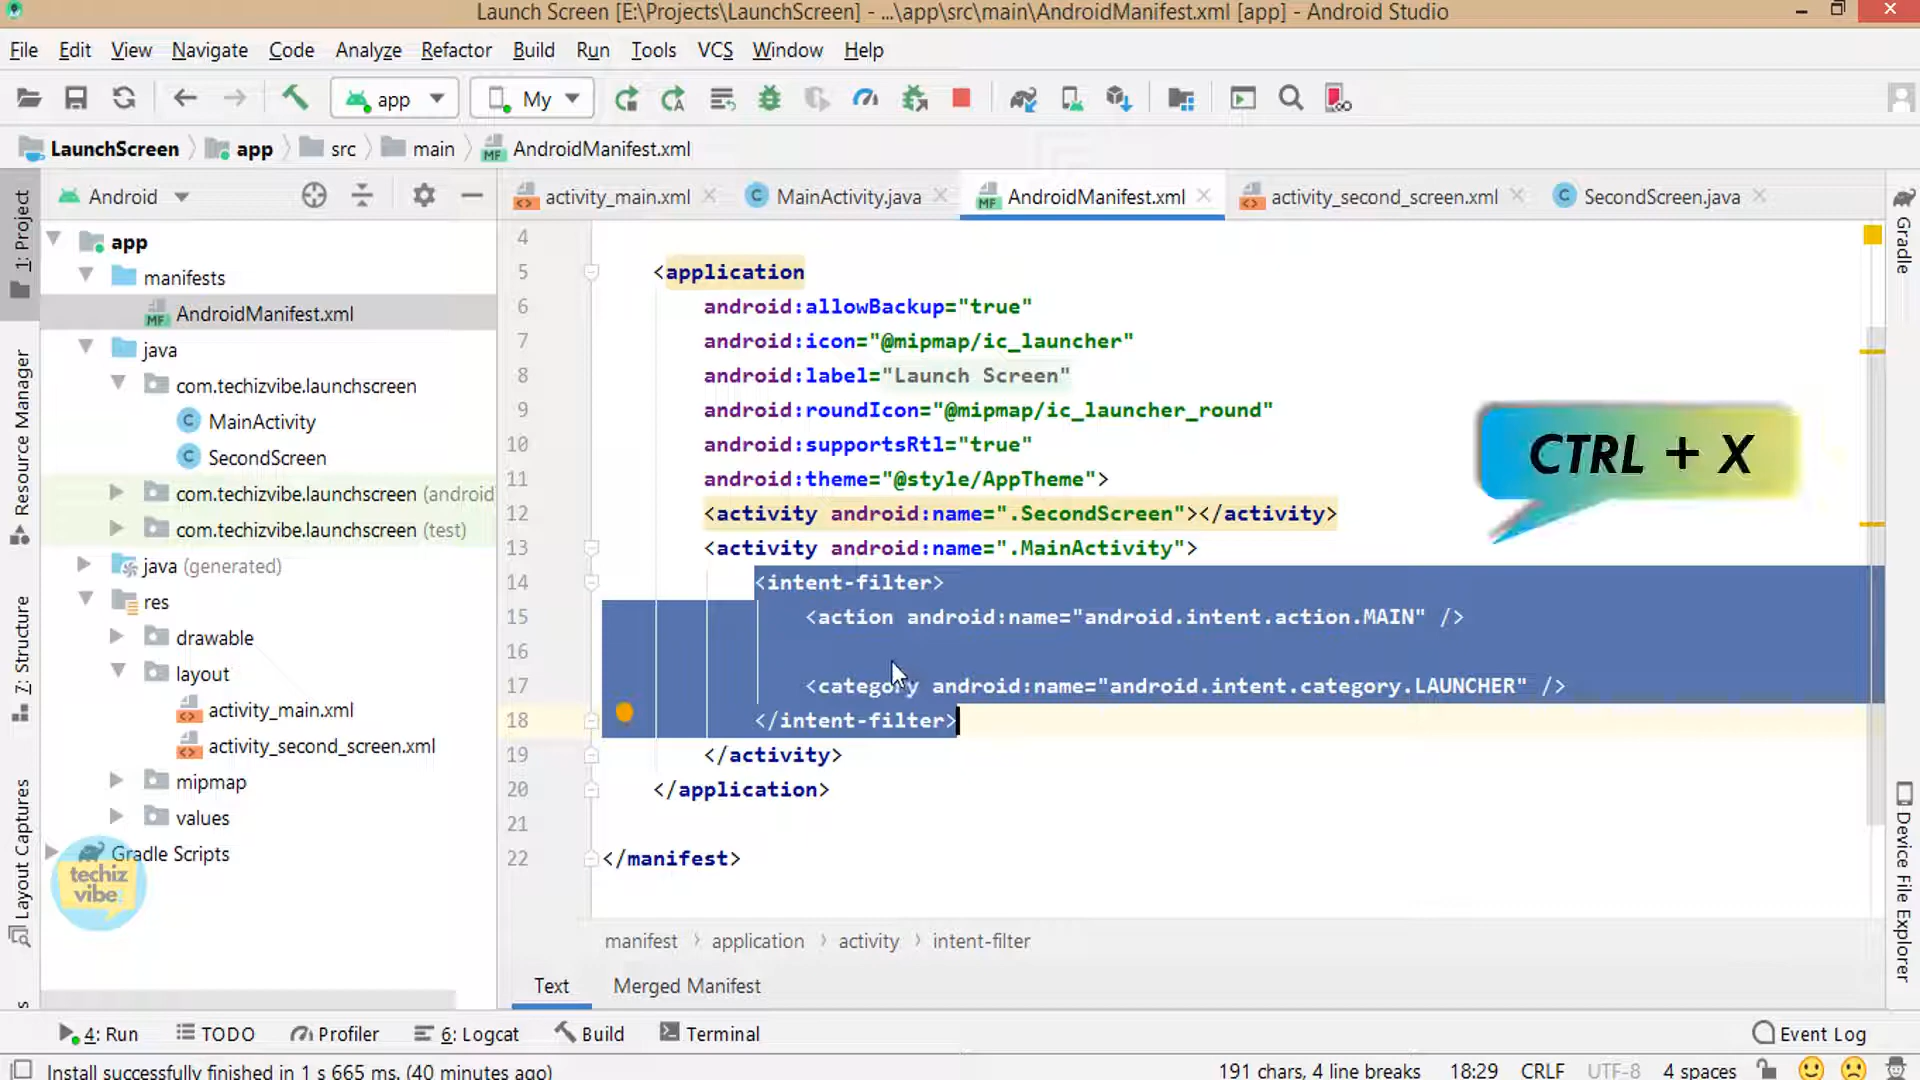 Launch Screen [E:\Projects\LaunchScreen] - ...\app\src\main\AndroidManifest.xml [app] - Android Studio
File Edit View Navigate Code Analyze Refactor Build Run Tools VCS Window Help
app My
LaunchScreen app src main AndroidManifest.xml
Android
activity_main.xml MainActivity.java AndroidManifest.xml activity_second_screen.xml SecondScreen.java
1: Project
Resource Manager
7: Structure
Layout Captures
app
manifests
AndroidManifest.xml
java
com.techizvibe.launchscreen
MainActivity
SecondScreen
com.techizvibe.launchscreen (android
com.techizvibe.launchscreen (test)
java (generated)
res
drawable
layout
activity_main.xml
activity_second_screen.xml
mipmap
values
Gradle Scripts
techiz
vibe
4
5 <application
6 android:allowBackup="true"
7 android:icon="@mipmap/ic_launcher"
8 android:label="Launch Screen"
9 android:roundIcon="@mipmap/ic_launcher_round"
10 android:supportsRtl="true"
11 android:theme="@style/AppTheme">
12 <activity android:name=".SecondScreen"></activity>
13 <activity android:name=".MainActivity">
14 <intent-filter>
15 <action android:name="android.intent.action.MAIN" />
16
17 <category android:name="android.intent.category.LAUNCHER" />
18 </intent-filter>
19 </activity>
20 </application>
21
22 </manifest>
CTRL + X
Gradle
Device File Explorer
manifest application activity intent-filter
Text Merged Manifest
4: Run TODO Profiler 6: Logcat Build Terminal Event Log
Install successfully finished in 1 s 665 ms. (40 minutes ago) 191 chars, 4 line breaks 18:29 CRLF UTF-8 4 spaces